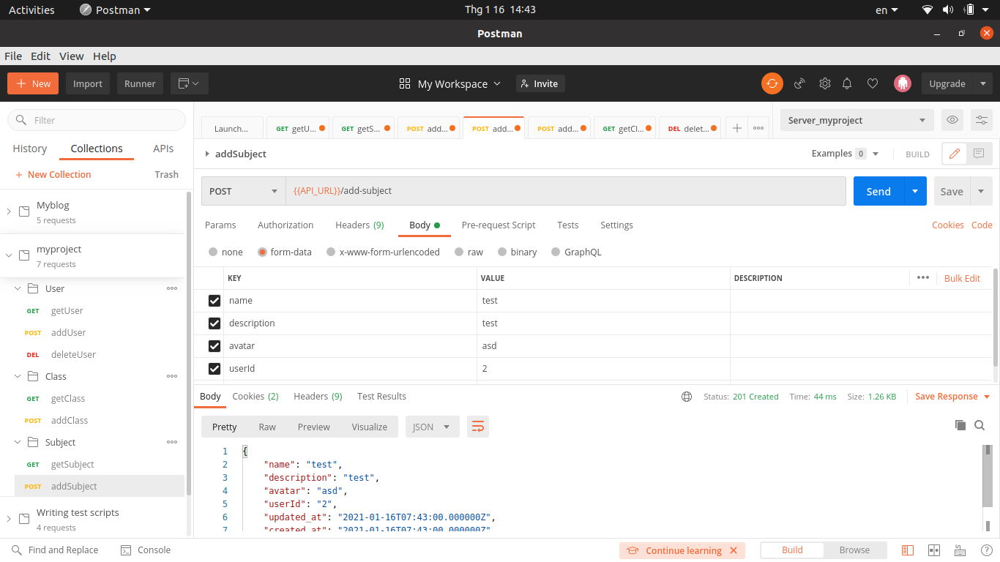 Activities Postman Thg 1 16 14:43 en
Postman
File Edit View Help
New Import Runner My Workspace Invite Upgrade
Filter
Launch... GET getU... GET getS... POST add... POST add... POST add... GET getCl... DEL delet... Server_myproject
History Collections APIs
addSubject Examples 0 BUILD
+ New Collection Trash
POST {{API_URL}}/add-subject Send Save
Myblog
5 requests
Params Authorization Headers (9) Body Pre-request Script Tests Settings Cookies Code
myproject
7 requests
none form-data x-www-form-urlencoded raw binary GraphQL
KEY VALUE DESCRIPTION ••• Bulk Edit
User
name test
GET getUser
description test
POST addUser
avatar asd
DEL deleteUser
userId 2
Class
GET getClass
Body Cookies (2) Headers (9) Test Results Status: 201 Created Time: 44 ms Size: 1.26 KB Save Response
POST addClass
Pretty Raw Preview Visualize JSON
Subject
1 {
GET getSubject
2 "name": "test",
3 "description": "test",
POST addSubject
4 "avatar": "asd",
5 "userId": "2",
Writing test scripts
4 requests
6 "updated_at": "2021-01-16T07:43:00.000000Z",
7 "created_at": "2021-01-16T07:43:00.000000Z"
Find and Replace Console Continue learning Build Browse